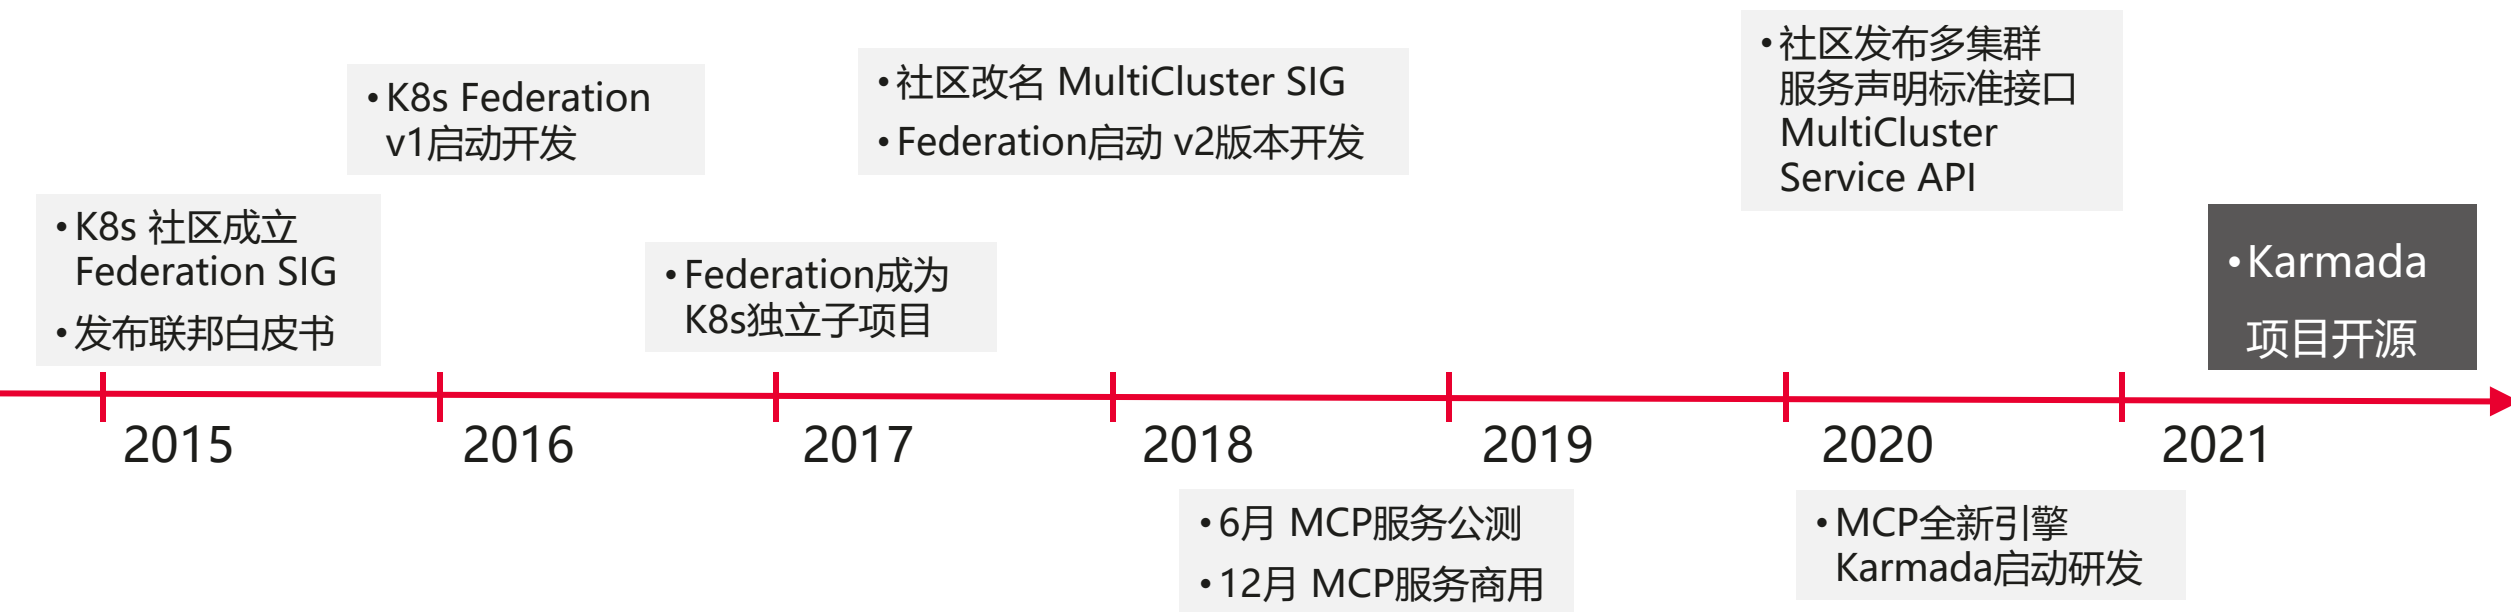 • K8s 社区成立
Federation SIG
• 发布联邦白皮书
• K8s Federation
v1启动开发
• Federation成为
K8s独立子项目
• 社区改名 MultiCluster SIG
• Federation启动 v2版本开发
• 社区发布多集群
服务声明标准接口
MultiCluster
Service API
• Karmada
项目开源
2015
2016
2017
2018
2019
2020
2021
• 6月 MCP服务公测
• 12月 MCP服务商用
• MCP全新引擎
Karmada启动研发